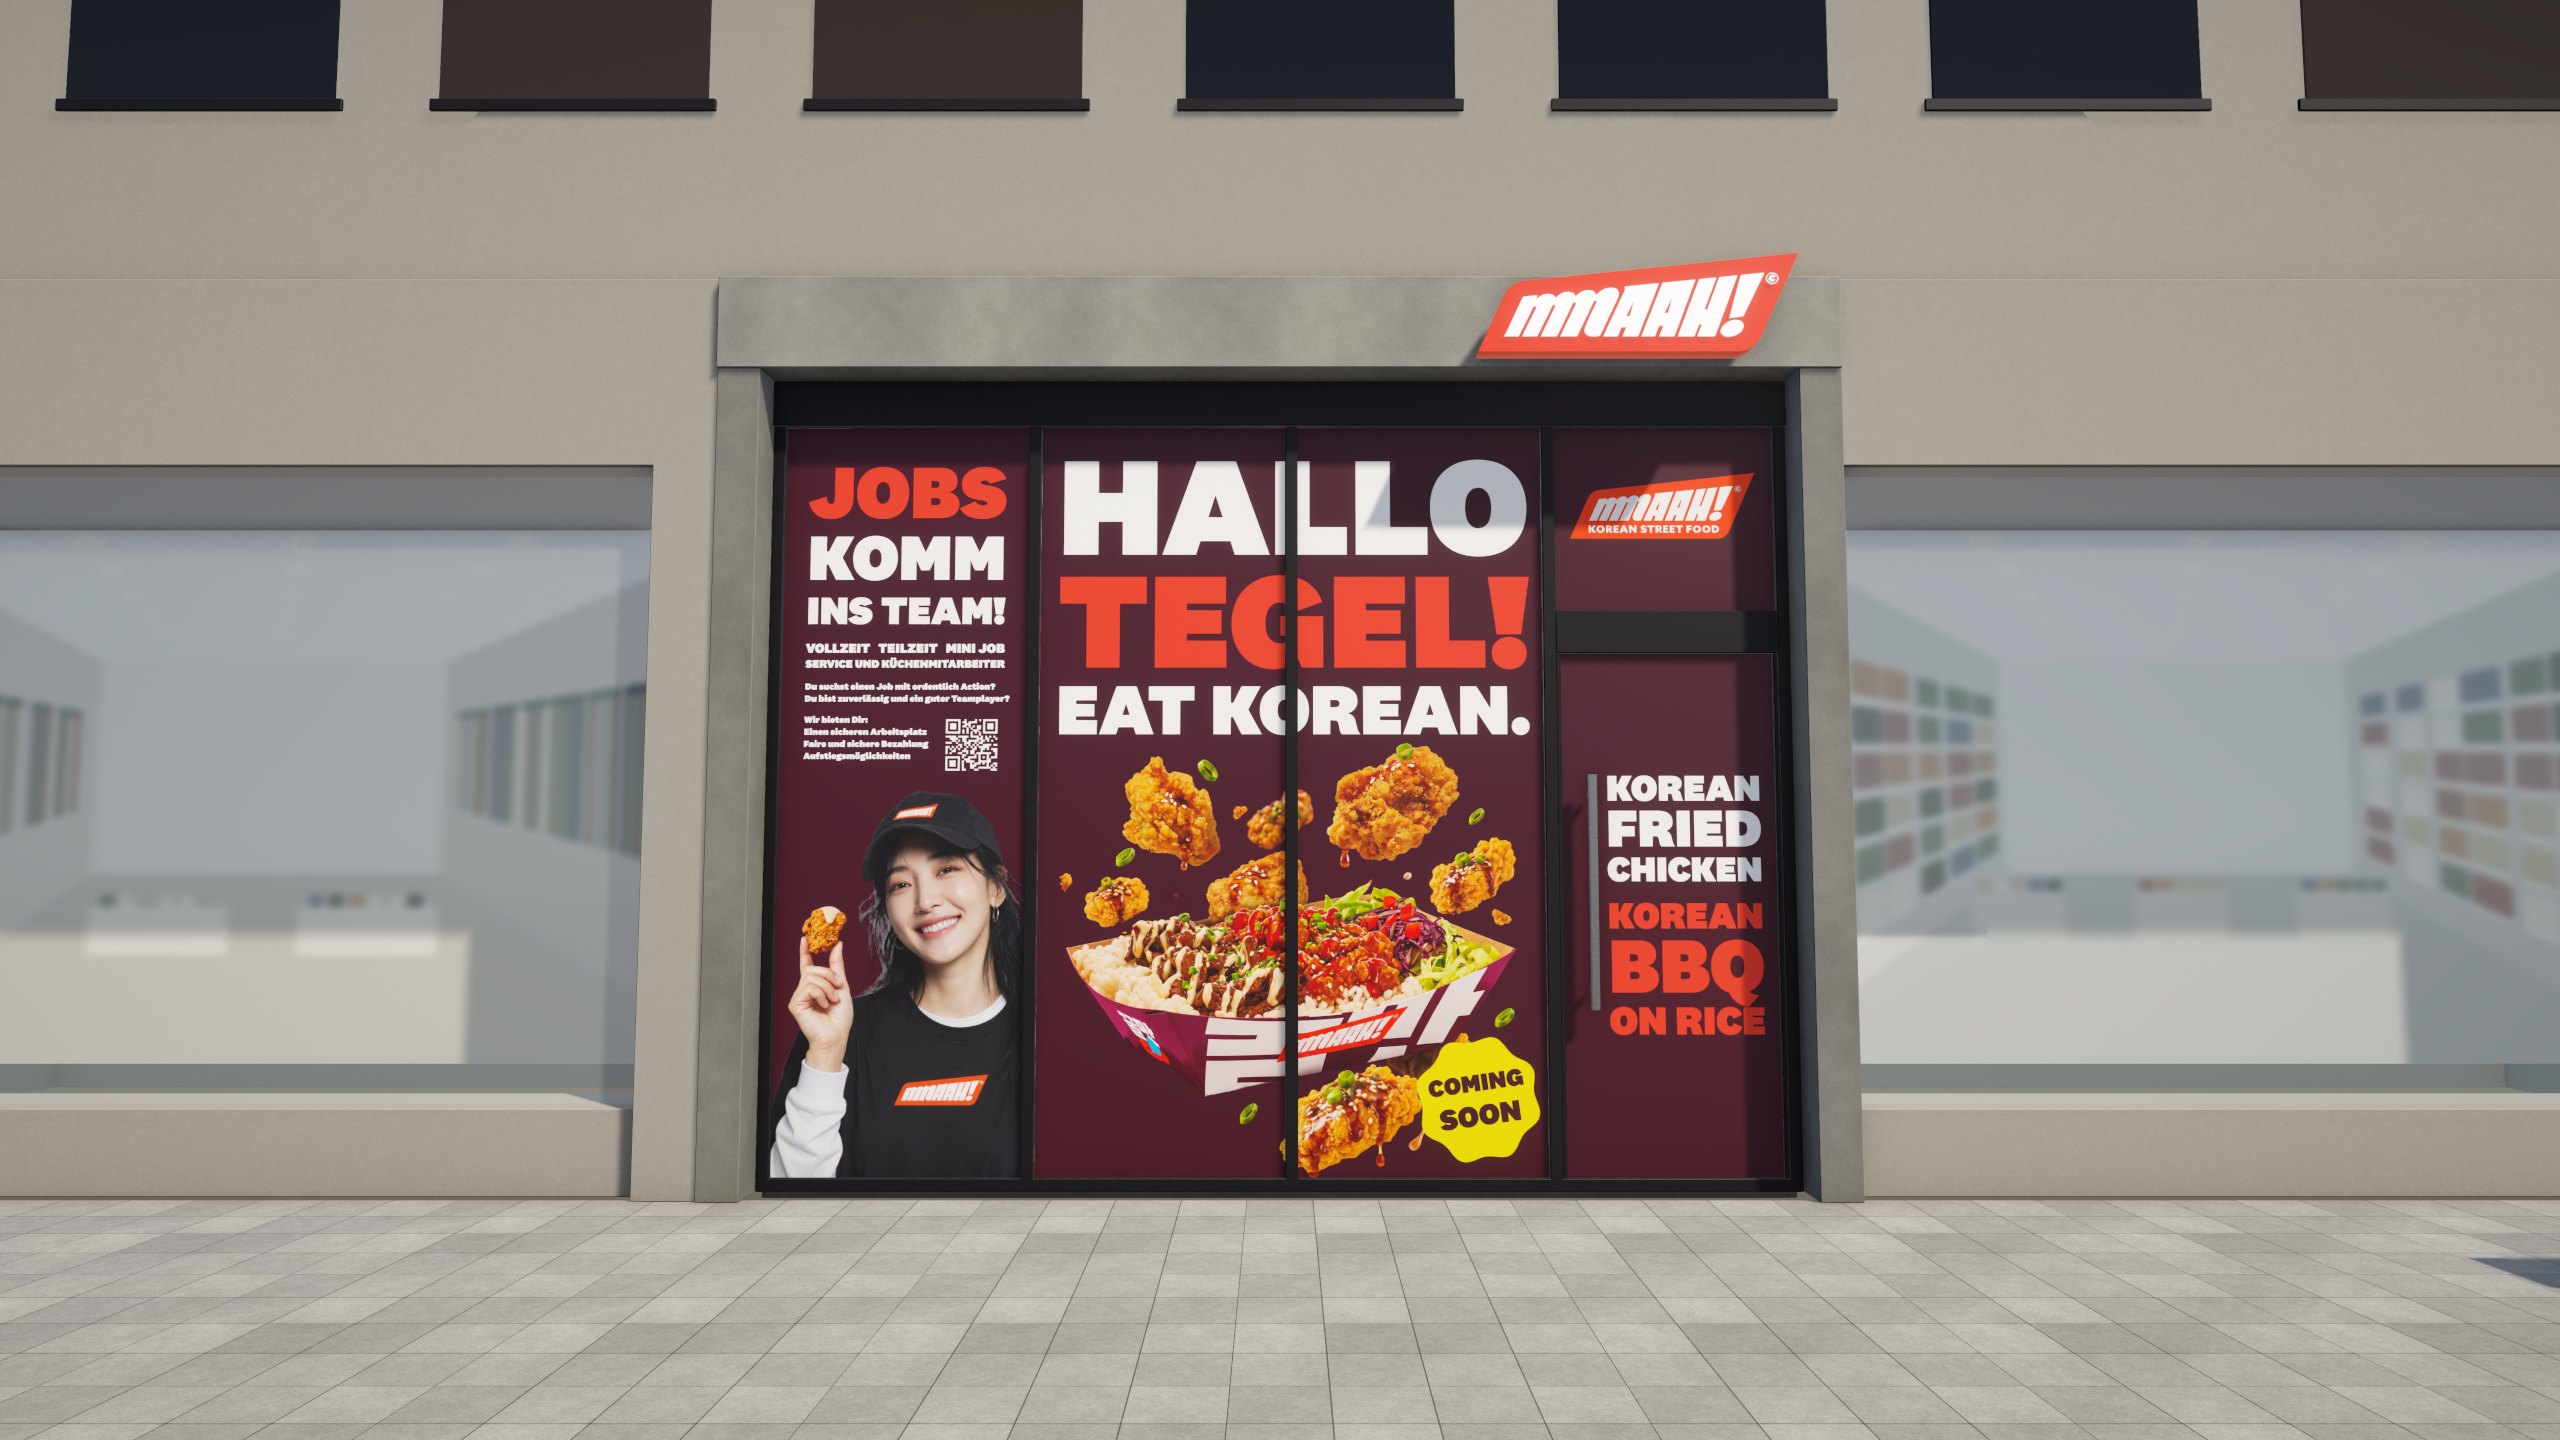 mmAAH!
JOBS
KOMM
INS TEAM!
VOLLZEIT TEILZEIT MINI JOB
SERVICE UND KÜCHENMITARBEITER
Du suchst einen Job mit ordentlich Action?
Du bist zuverlässig und ein guter Teamplayer?
Wir bieten Dir:
Einen sicheren Arbeitsplatz
Faire und sichere Bezahlung
Aufstiegsmöglichkeiten
mmAAH!
mmAAH!
HALLO
TEGEL!
EAT KOREAN.
mmAAH!
COMING
SOON
mmAAH!
KOREAN STREET FOOD
KOREAN
FRIED
CHICKEN
KOREAN
BBQ
ON RICE